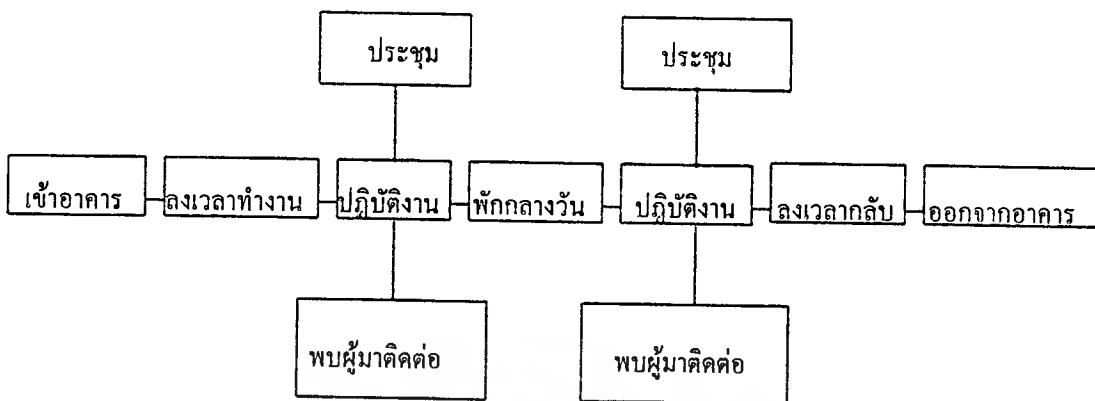 ประชุม
ประชุม
เข้าอาคาร
ลงเวลาทำงาน
ปฎิบัติงาน
พักกลางวัน
ปฎิบัติงาน
ลงเวลากลับ
ออกจากอาคาร
พบผู้มาติดต่อ
พบผู้มาติดต่อ